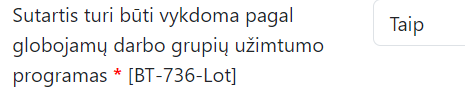 Sutartis turi būti vykdoma pagal
globojamų darbo grupių užimtumo
programas * [BT-736-Lot]
Taip